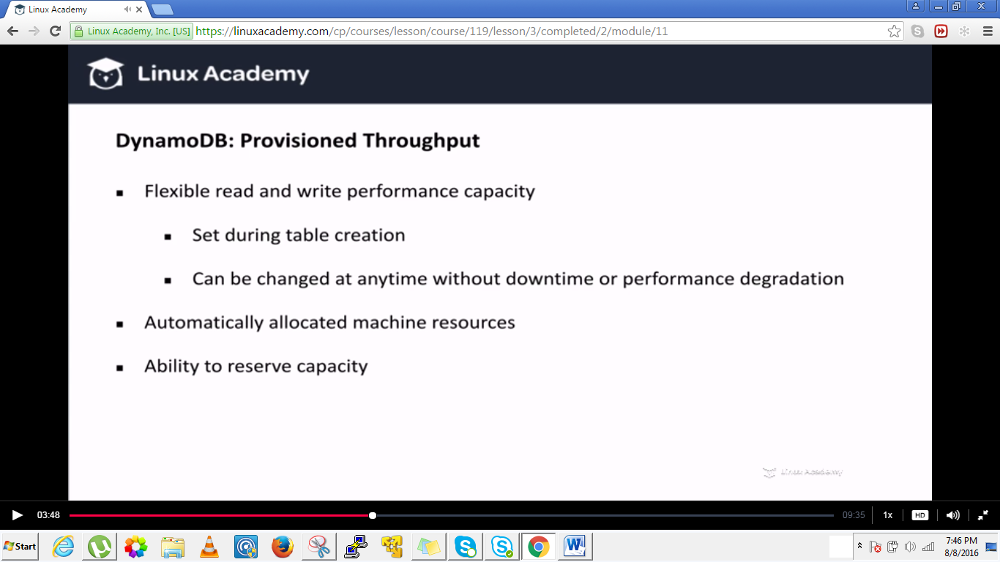 Linux Academy
Linux Academy, Inc. [US] https://linuxacademy.com/cp/courses/lesson/course/119/lesson/3/completed/2/module/11
Linux Academy
DynamoDB: Provisioned Throughput
Flexible read and write performance capacity
Set during table creation
Can be changed at anytime without downtime or performance degradation
Automatically allocated machine resources
Ability to reserve capacity
Linux Academy
03:48 09:35 1x HD
Start
7:46 PM
8/8/2016